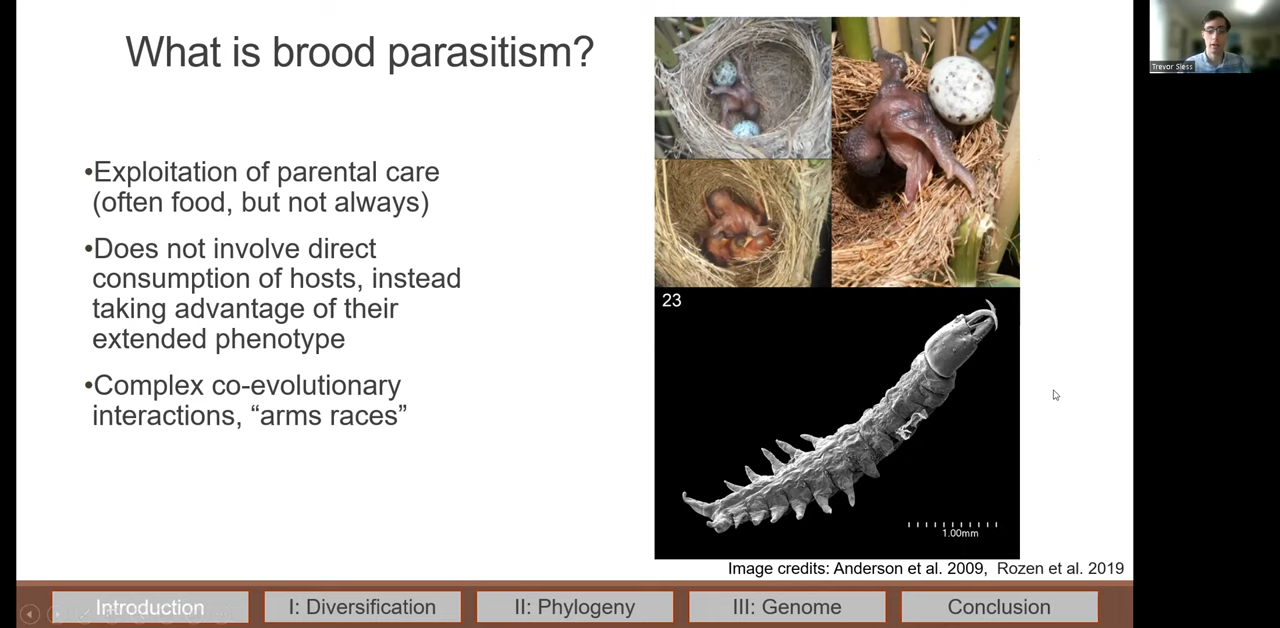 What is brood parasitism?
•Exploitation of parental care
(often food, but not always)
•Does not involve direct
consumption of hosts, instead
taking advantage of their
extended phenotype
•Complex co-evolutionary
interactions, “arms races”
23
1.00mm
Image credits: Anderson et al. 2009, Rozen et al. 2019
Introduction
I: Diversification
II: Phylogeny
III: Genome
Conclusion
Trevor Sless